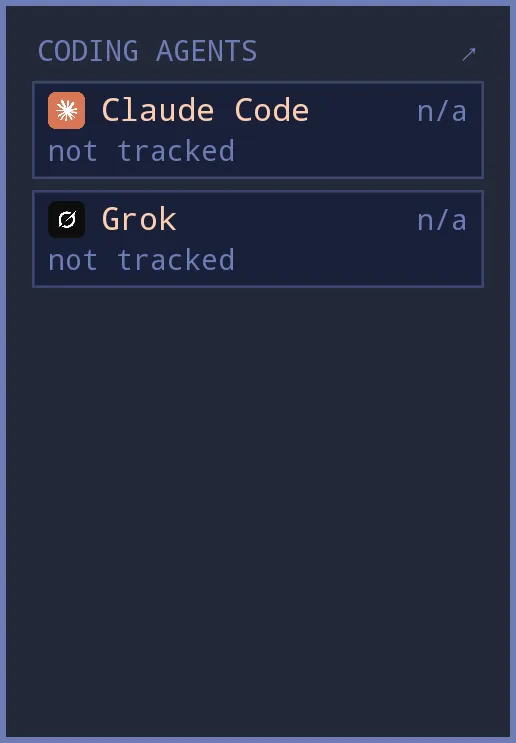 CODING AGENTS ↗
Claude Code n/a
not tracked
Grok n/a
not tracked